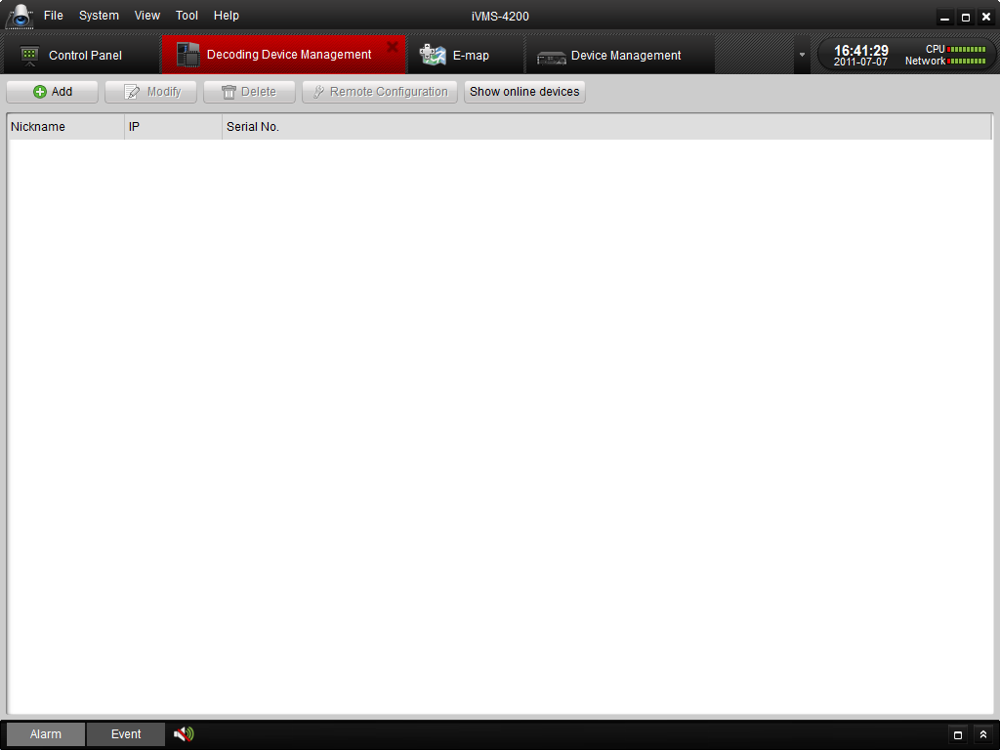 File System View Tool Help iVMS-4200
Control Panel Decoding Device Management E-map Device Management 16:41:29 CPU
2011-07-07 Network
Add Modify Delete Remote Configuration Show online devices
Nickname IP Serial No.
Alarm Event